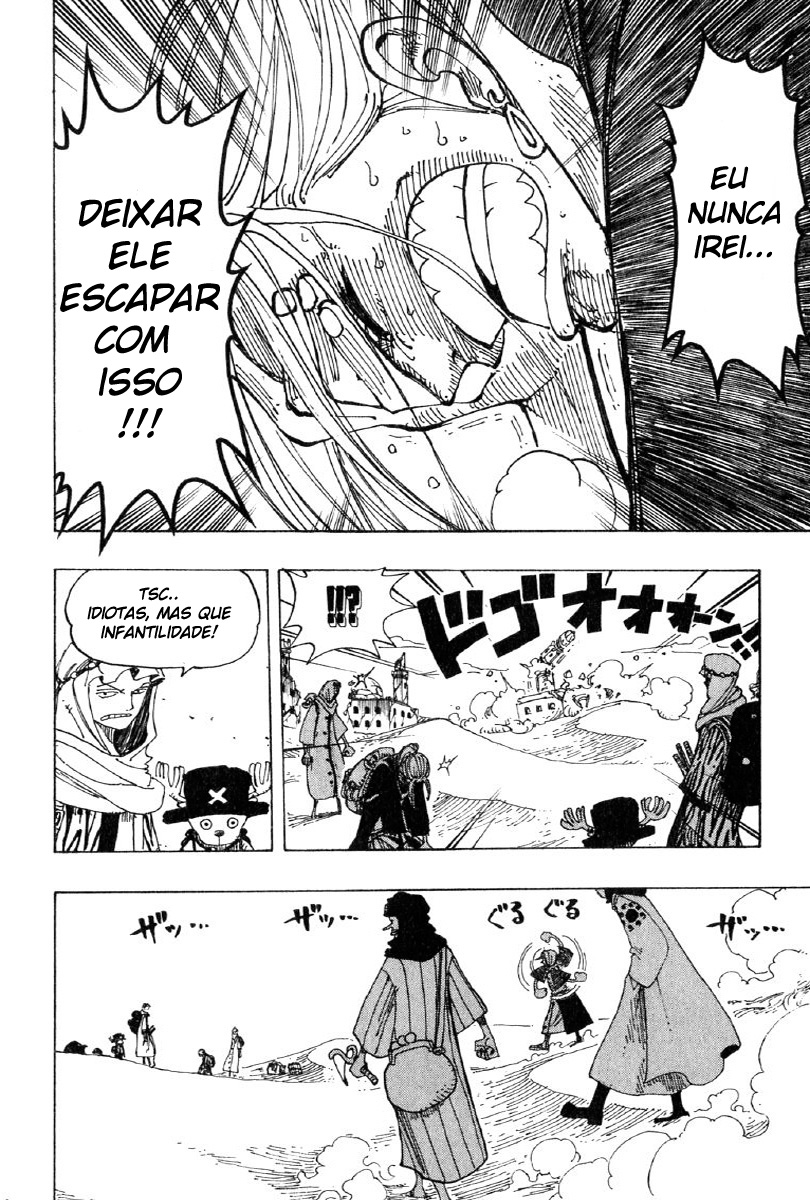 EU
NUNCA
IREI...
DEIXAR
ELE
ESCAPAR
COM
ISSO
!!!
ドゴオオオーン!!
!!!?
TSC..
IDIOTAS, MAS QUE
INFANTILIDADE!
ザッ…
ぐる ぐる
ザッ…
ザッ…